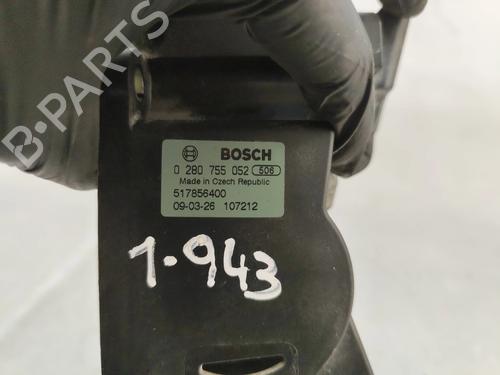 B-PARTS
BOSCH
0 280 755 052 506
Made in Czech Republic
517856400
09-03-26 107212
1-943